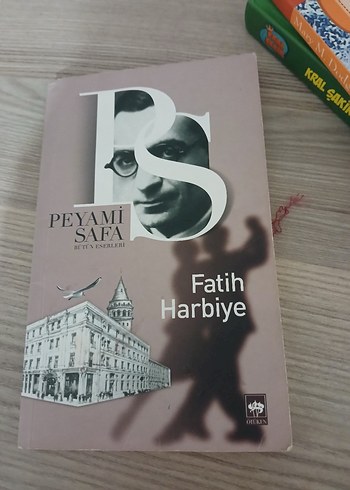 PS
PEYAMİ
SAFA
BÜTÜN ESERLERİ
Fatih
Harbiye
ÖTÜKEN
KRAL ŞAKİR